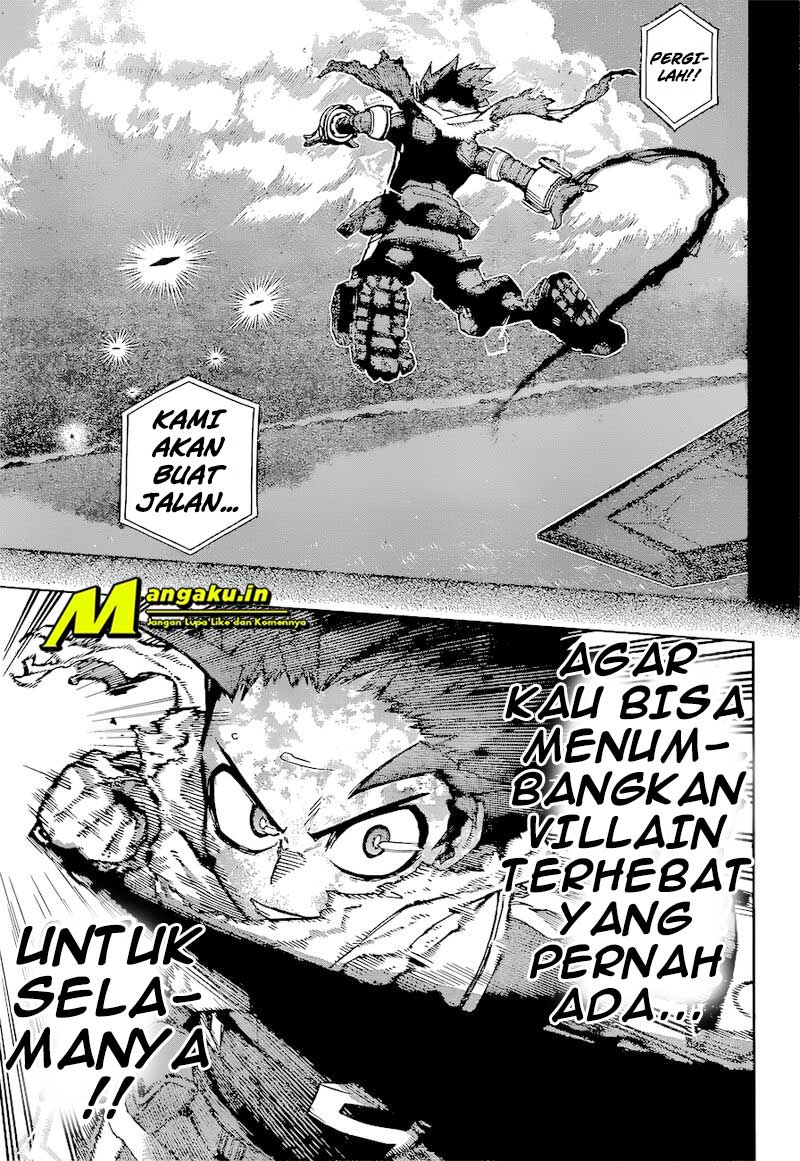 PERGI-
LAH!!
KAMI
AKAN
BUAT
JALAN...
Mangaku.in
Jangan Lupa Like dan Komennya
AGAR
KAU BISA
MENUM-
BANGKAN
VILLAIN
TERHEBAT
YANG
PERNAH
ADA...
UNTUK
SELA-
MANYA
!!